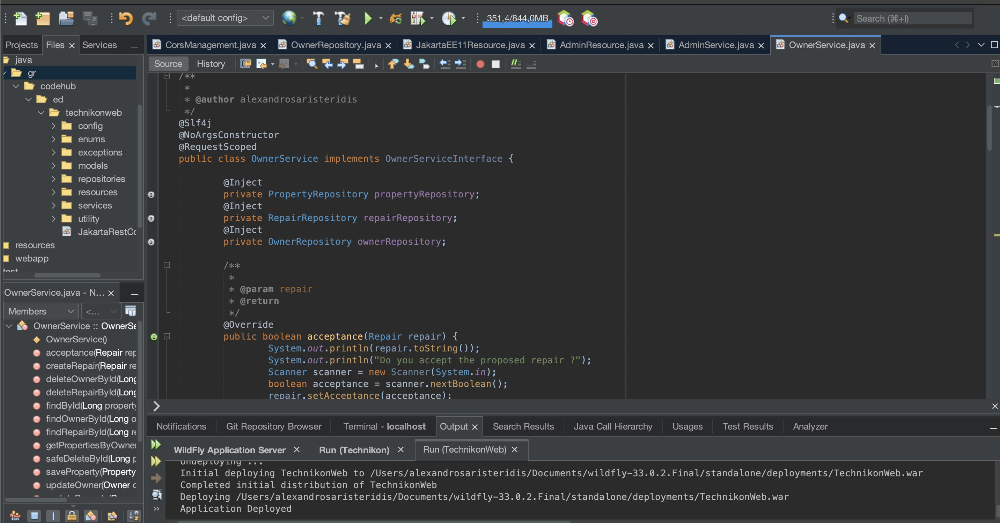 <default config>
351,4/844,0MB
Search (⌘+I)
Projects
Files
Services
CorsManagement.java
OwnerRepository.java
JakartaEE11Resource.java
AdminResource.java
AdminService.java
OwnerService.java
Source
History
java
gr
codehub
ed
technikonweb
config
enums
exceptions
models
repositories
resources
services
utility
JakartaRestCo
resources
webapp
test
/**
*
* @author alexandrosaristeridis
*/
@Slf4j
@NoArgsConstructor
@RequestScoped
public class OwnerService implements OwnerServiceInterface {
@Inject
private PropertyRepository propertyRepository;
@Inject
private RepairRepository repairRepository;
@Inject
private OwnerRepository ownerRepository;
/**
*
* @param repair
* @return
*/
@Override
public boolean acceptance(Repair repair) {
System.out.println(repair.toString());
System.out.println("Do you accept the proposed repair ?");
Scanner scanner = new Scanner(System.in);
boolean acceptance = scanner.nextBoolean();
repair.setAcceptance(acceptance);
OwnerService.java - N...
Members
<...
OwnerService :: OwnerSe
OwnerService()
acceptance(Repair rep
createRepair(Repair re
deleteOwnerById(Long
deleteRepairById(Long
findById(Long property
findOwnerById(Long o
findRepairById(Long re
getPropertiesByOwner
safeDeleteById(Long p
saveProperty(Property
updateOwner(Owner o
Notifications
Git Repository Browser
Terminal - localhost
Output
Search Results
Java Call Hierarchy
Usages
Test Results
Analyzer
WildFly Application Server
Run (Technikon)
Run (TechnikonWeb)
Undeploying ...
Initial deploying TechnikonWeb to /Users/alexandrosaristeridis/Documents/wildfly-33.0.2.Final/standalone/deployments/TechnikonWeb.war
Completed initial distribution of TechnikonWeb
Deploying /Users/alexandrosaristeridis/Documents/wildfly-33.0.2.Final/standalone/deployments/TechnikonWeb.war
Application Deployed